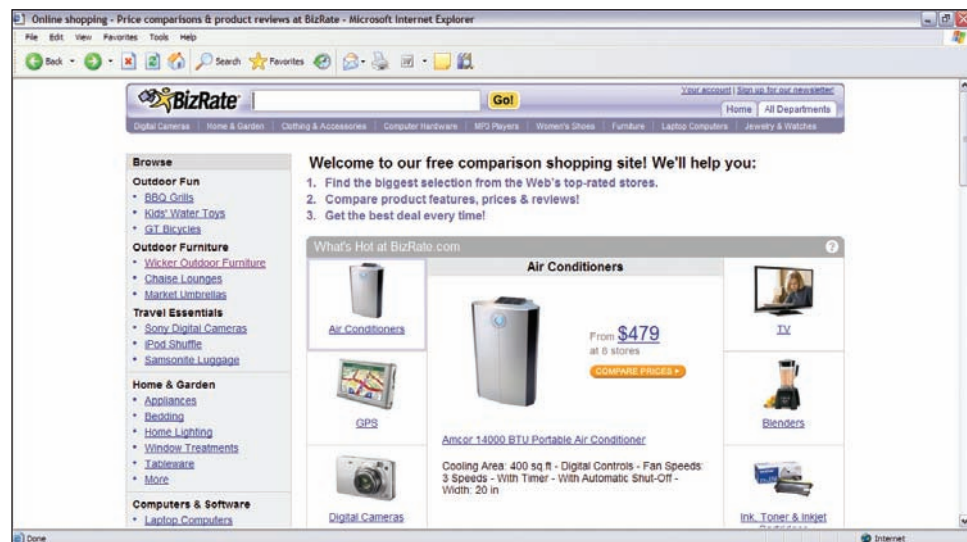 Online shopping - Price comparisons & product reviews at BizRate - Microsoft Internet Explorer
File Edit View Favorites Tools Help
Back Search Favorites
BizRate Go!
Your account | Sign up for our newsletter
Home All Departments
Digital Cameras Home & Garden Clothing & Accessories Computer Hardware MP3 Players Women's Shoes Furniture Laptop Computers Jewelry & Watches
Browse
Outdoor Fun
• BBQ Grills
• Kids' Water Toys
• GT Bicycles
Outdoor Furniture
• Wicker Outdoor Furniture
• Chaise Lounges
• Market Umbrellas
Travel Essentials
• Sony Digital Cameras
• iPod Shuffle
• Samsonite Luggage
Home & Garden
• Appliances
• Bedding
• Home Lighting
• Window Treatments
• Tableware
• More
Computers & Software
• Laptop Computers
Welcome to our free comparison shopping site! We'll help you:
1. Find the biggest selection from the Web's top-rated stores.
2. Compare product features, prices & reviews!
3. Get the best deal every time!
What's Hot at BizRate.com ?
Air Conditioners
GPS
Digital Cameras
Air Conditioners
From $479
at 8 stores
COMPARE PRICES
Amcor 14000 BTU Portable Air Conditioner
Cooling Area: 400 sq.ft - Digital Controls - Fan Speeds:
3 Speeds - With Timer - With Automatic Shut-Off -
Width: 20 in
TV
Blenders
Ink, Toner & Inkjet
Done Internet